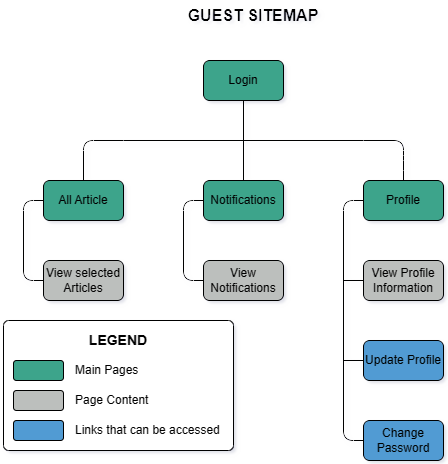 GUEST SITEMAP
Login
All Article
Notifications
Profile
View selected
Articles
View
Notifications
View Profile
Information
Update Profile
Change
Password
LEGEND
Main Pages
Page Content
Links that can be accessed